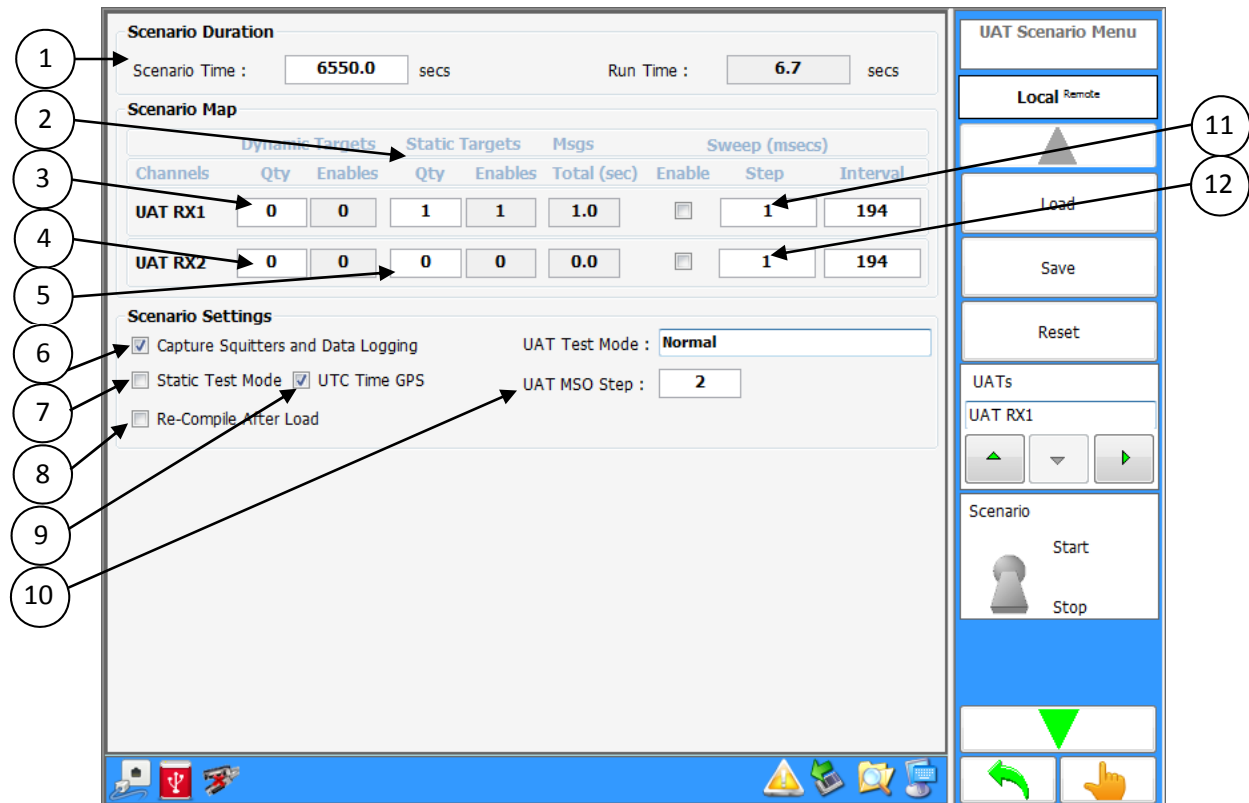 Scenario Duration
Scenario Time : 6550.0 secs Run Time : 6.7 secs
Scenario Map
Dynamic Targets Static Targets Msgs Sweep (msecs)
Channels Qty Enables Qty Enables Total (sec) Enable Step Interval
UAT RX1 0 0 1 1 1.0 1 194
UAT RX2 0 0 0 0 0.0 1 194
Scenario Settings
Capture Squitters and Data Logging UAT Test Mode : Normal
Static Test Mode UTC Time GPS UAT MSO Step : 2
Re-Compile After Load
UAT Scenario Menu
Local Remote
Load
Save
Reset
UATs
UAT RX1
Scenario
Start
Stop
1
2
3
4
5
6
7
8
9
10
11
12